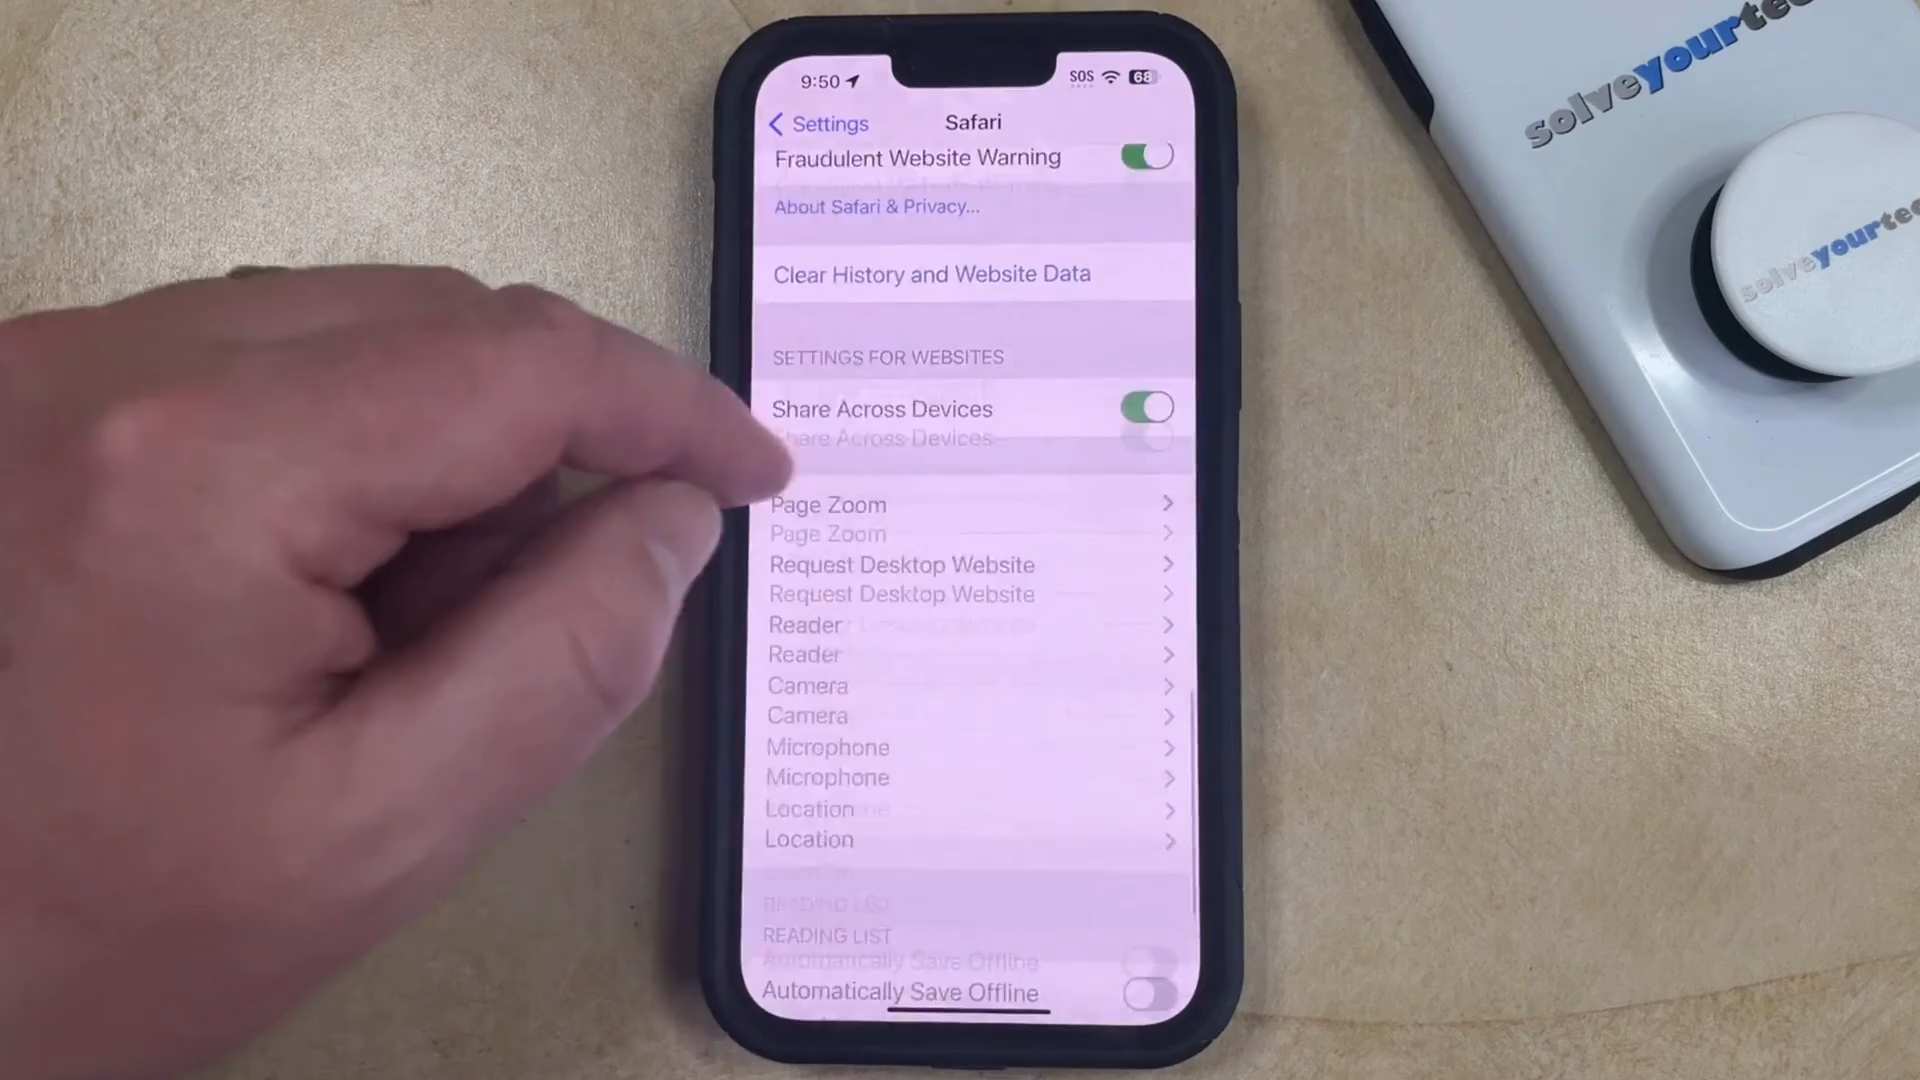 9:50
SOS
68
Settings
Safari
Fraudulent Website Warning
About Safari & Privacy...
Clear History and Website Data
SETTINGS FOR WEBSITES
Share Across Devices
Share Across Devices
Page Zoom
Page Zoom
Request Desktop Website
Request Desktop Website
Reader
Reader
Camera
Camera
Microphone
Microphone
Location
Location
READING LIST
Automatically Save Offline
Automatically Save Offline
solveyourtec
solveyourtec